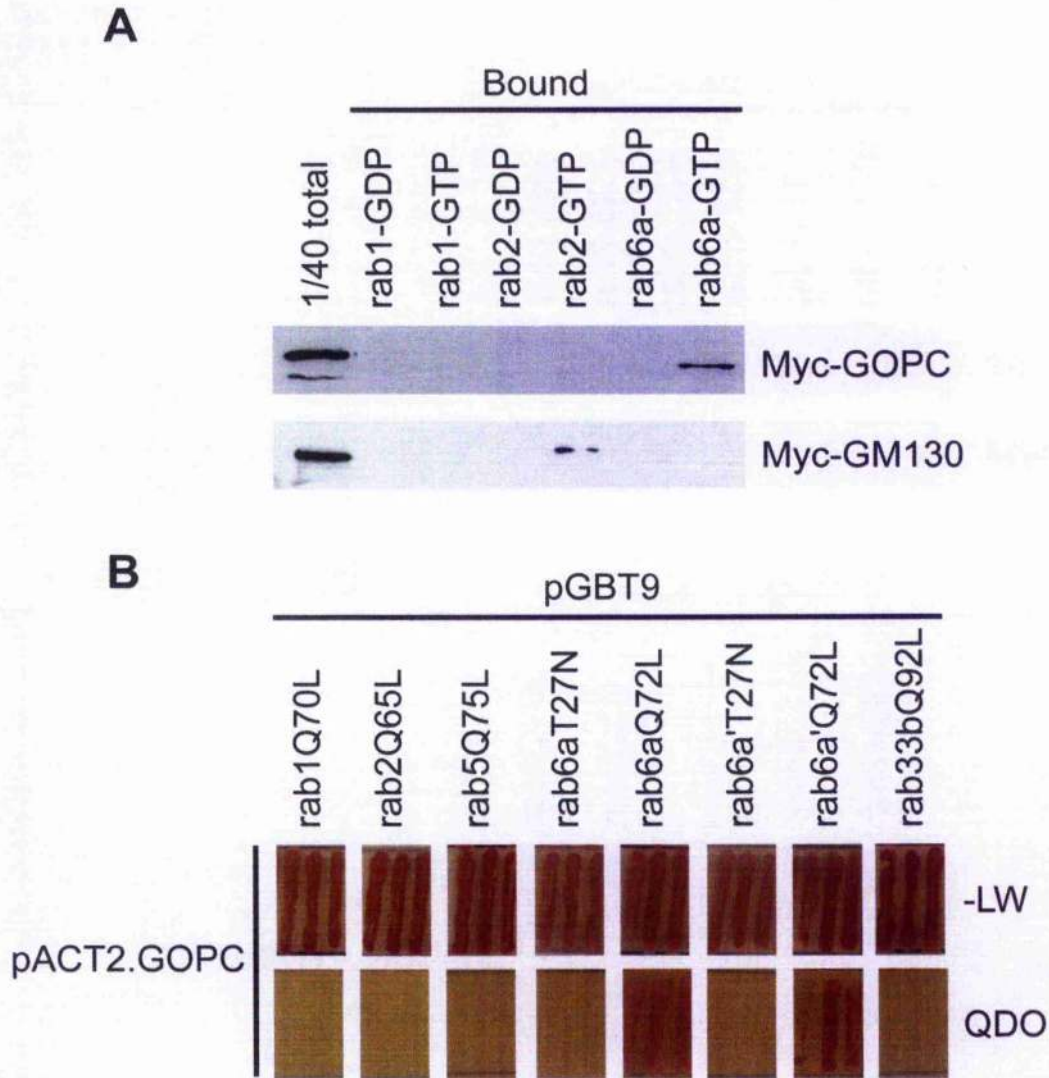 A
Bound
1/40 total
rab1-GDP
rab1-GTP
rab2-GDP
rab2-GTP
rab6a-GDP
rab6a-GTP
Myc-GOPC
Myc-GM130
B
pGBT9
rab1Q70L
rab2Q65L
rab5Q75L
rab6aT27N
rab6aQ72L
rab6a'T27N
rab6a'Q72L
rab33bQ92L
-LW
pACT2.GOPC
QDO